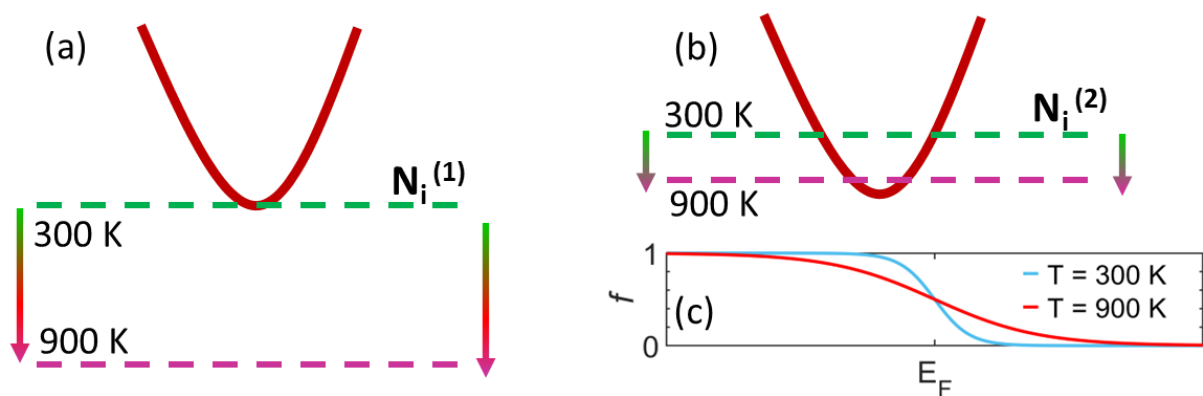 (a)
N_i^(1)
300 K
900 K
(b)
300 K
N_i^(2)
900 K
1
f
0
(c)
T = 300 K
T = 900 K
E_F